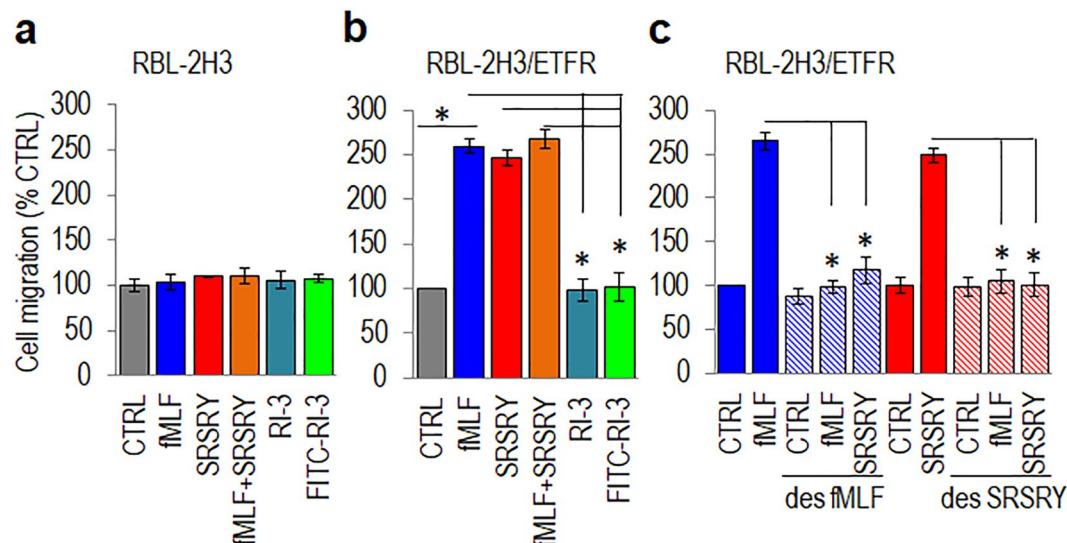 a
RBL-2H3
Cell migration (% CTRL)
300
250
200
150
100
50
0
CTRL
fMLF
SRSRY
fMLF+SRSRY
RI-3
FITC-RI-3
b
RBL-2H3/ETFR
300
250
200
150
100
50
0
*
*
*
CTRL
fMLF
SRSRY
fMLF+SRSRY
RI-3
FITC-RI-3
c
RBL-2H3/ETFR
300
250
200
150
100
50
0
*
*
*
*
CTRL
fMLF
CTRL
fMLF
SRSRY
CTRL
SRSRY
CTRL
fMLF
SRSRY
des fMLF
des SRSRY